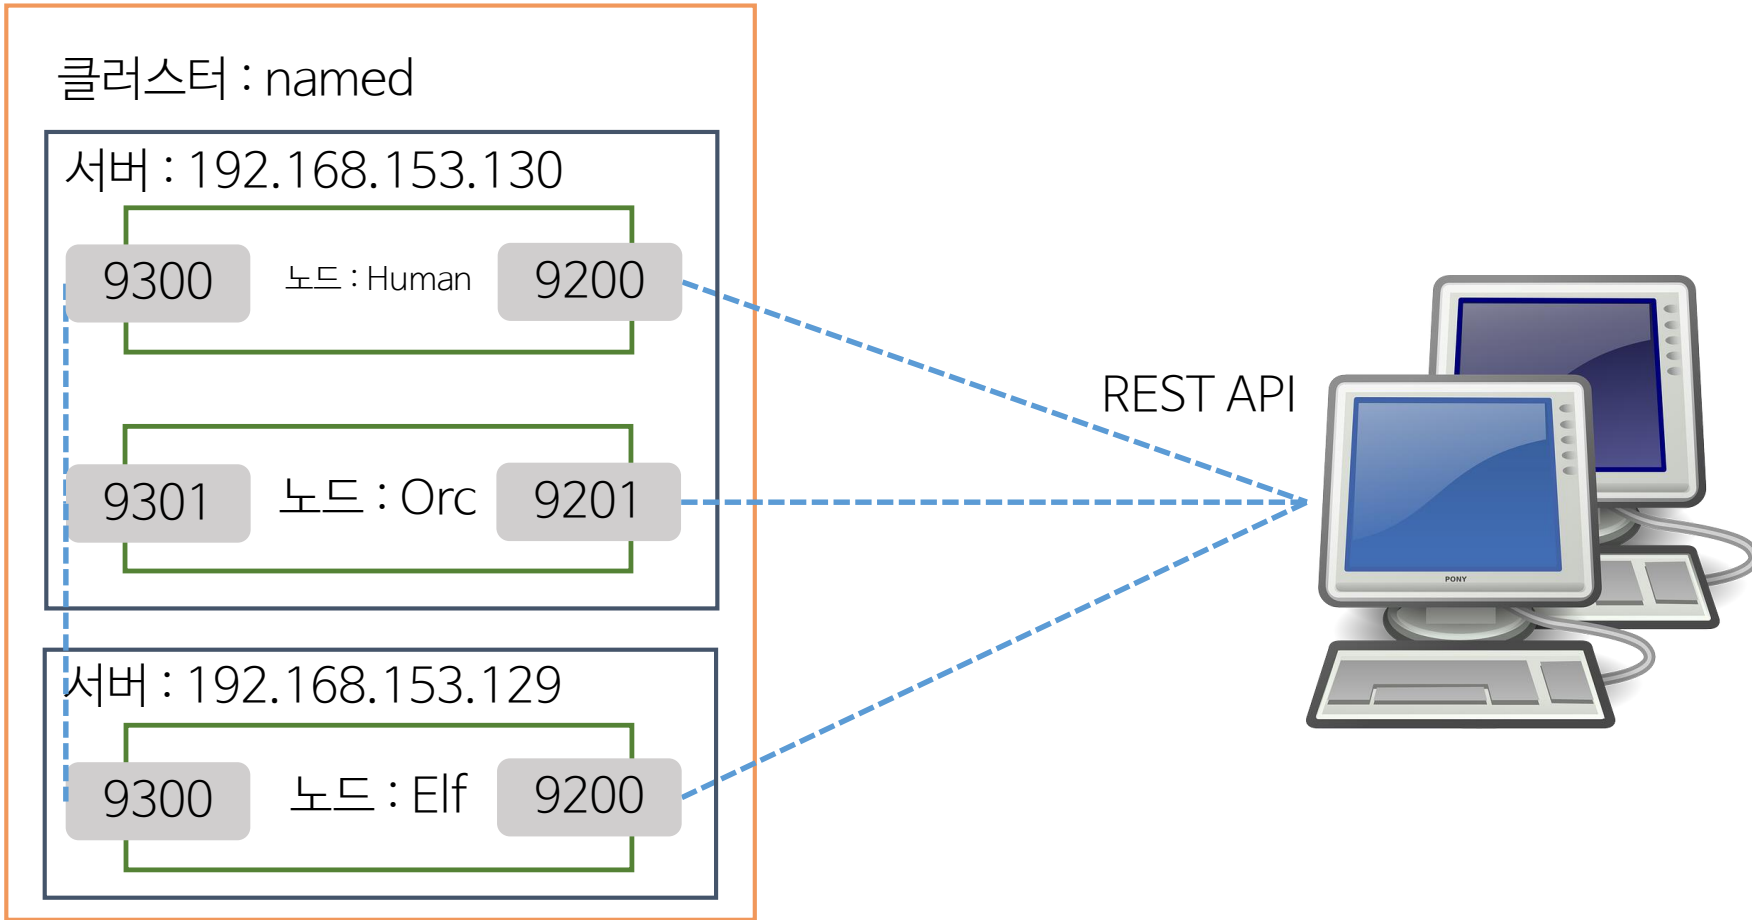 클러스터 : named
서버 : 192.168.153.130
9300 노드 : Human 9200
REST API
9301 노드 : Orc 9201
PONY
서버 : 192.168.153.129
9300 노드 : Elf 9200